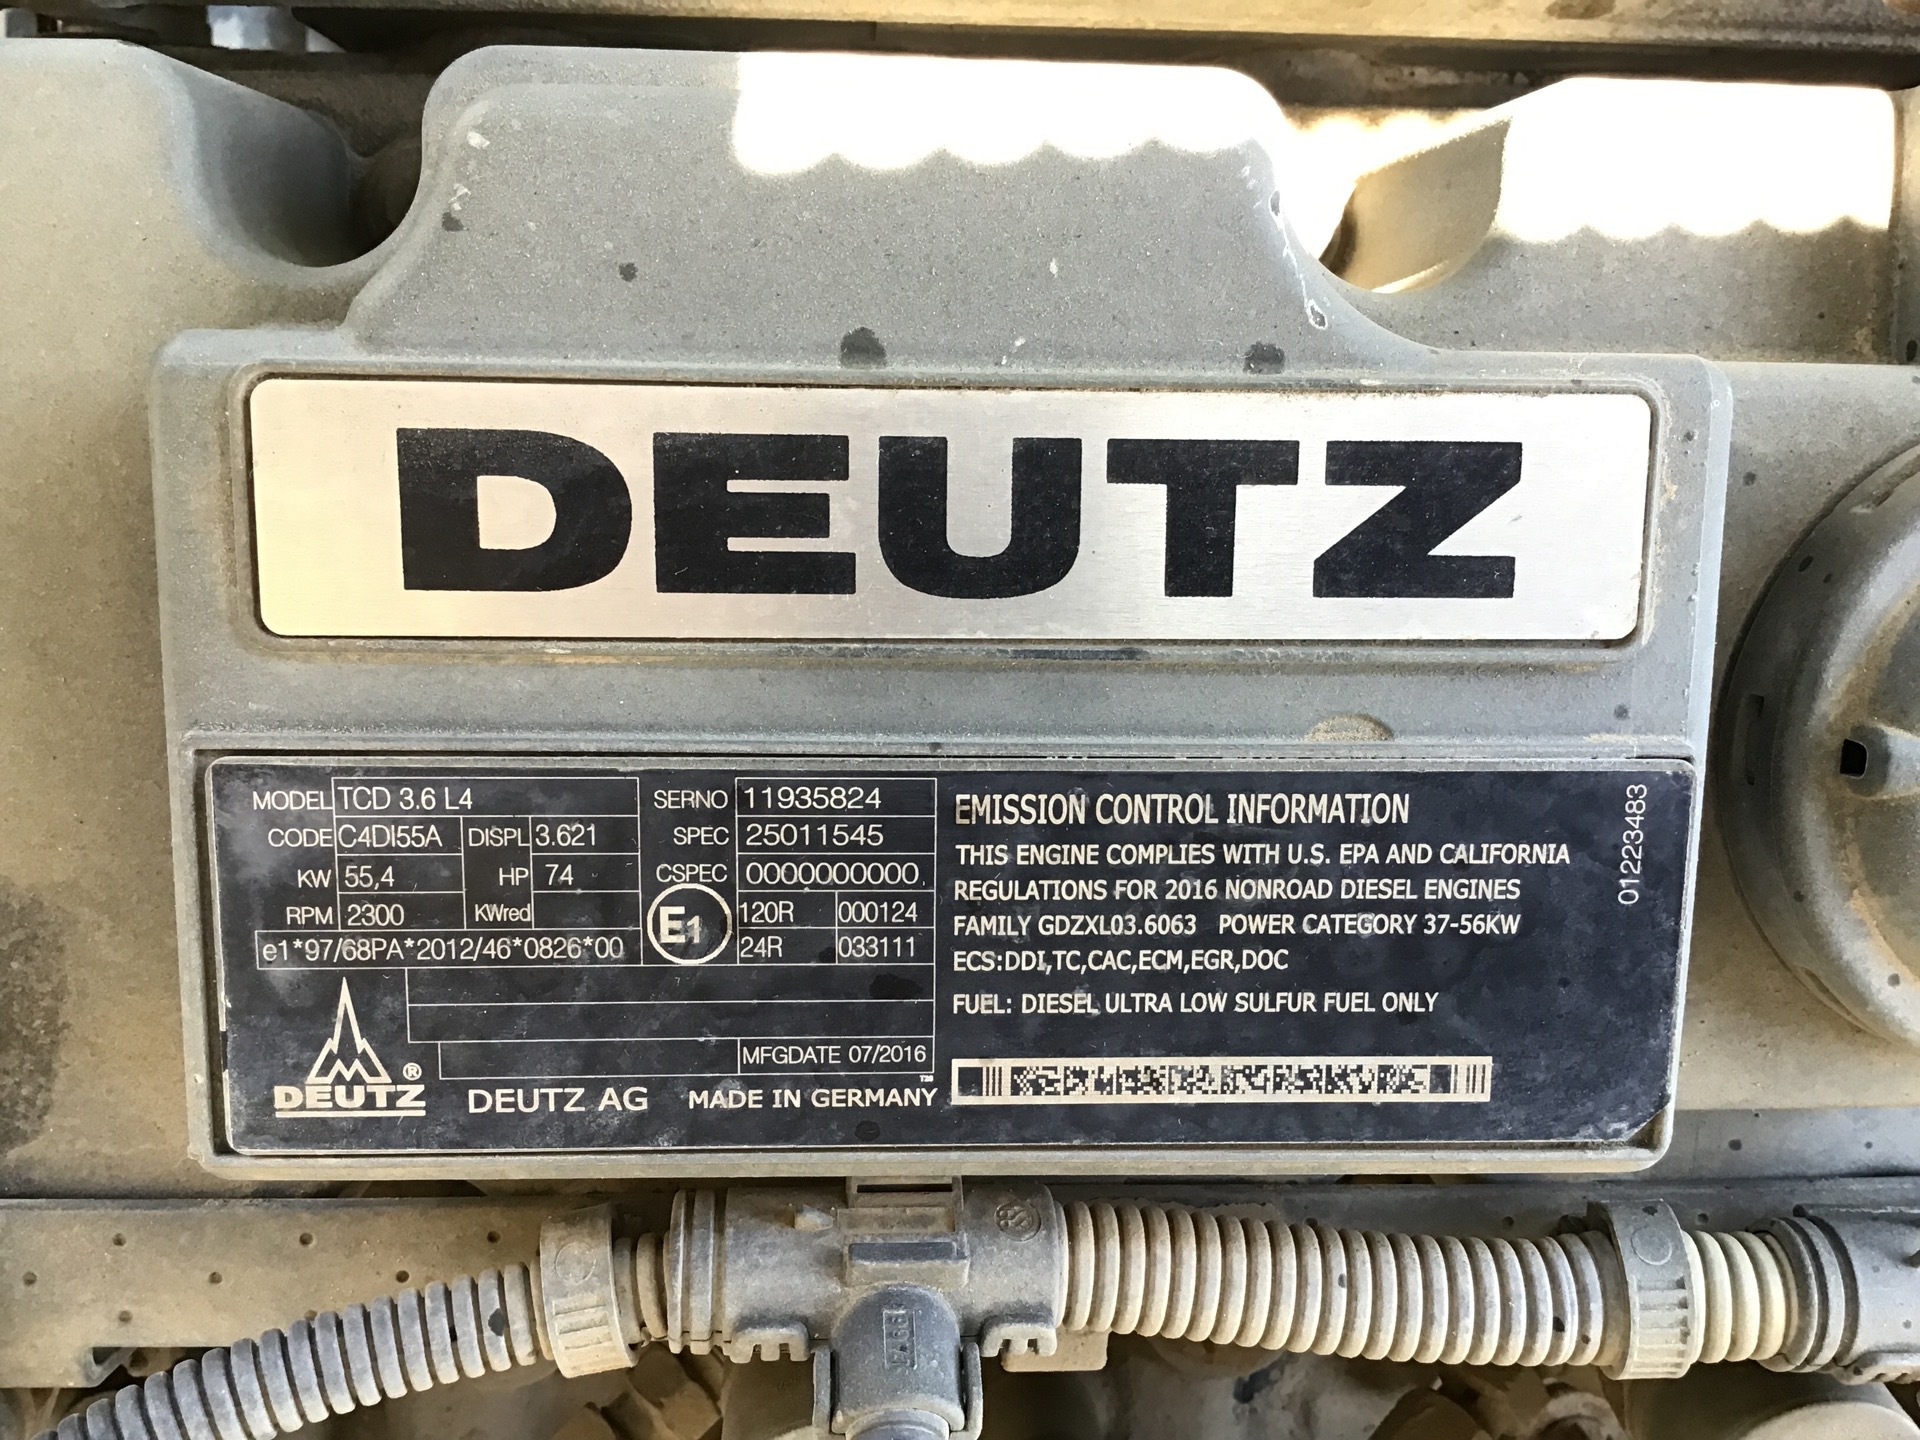 DEUTZ
MODEL TCD 3.6 L4
CODE C4DI55A DISPL 3.621
KW 55,4 HP 74
RPM 2300 KWred
e1*97/68PA*2012/46*0826*00
SERNO 11935824
SPEC 25011545
CSPEC 0000000000
E1 120R 000124
24R 033111
MFGDATE 07/2016
DEUTZ ® DEUTZ AG MADE IN GERMANY
EMISSION CONTROL INFORMATION
THIS ENGINE COMPLIES WITH U.S. EPA AND CALIFORNIA
REGULATIONS FOR 2016 NONROAD DIESEL ENGINES
FAMILY GDZXL03.6063 POWER CATEGORY 37-56KW
ECS:DDI,TC,CAC,ECM,EGR,DOC
FUEL: DIESEL ULTRA LOW SULFUR FUEL ONLY
01223483